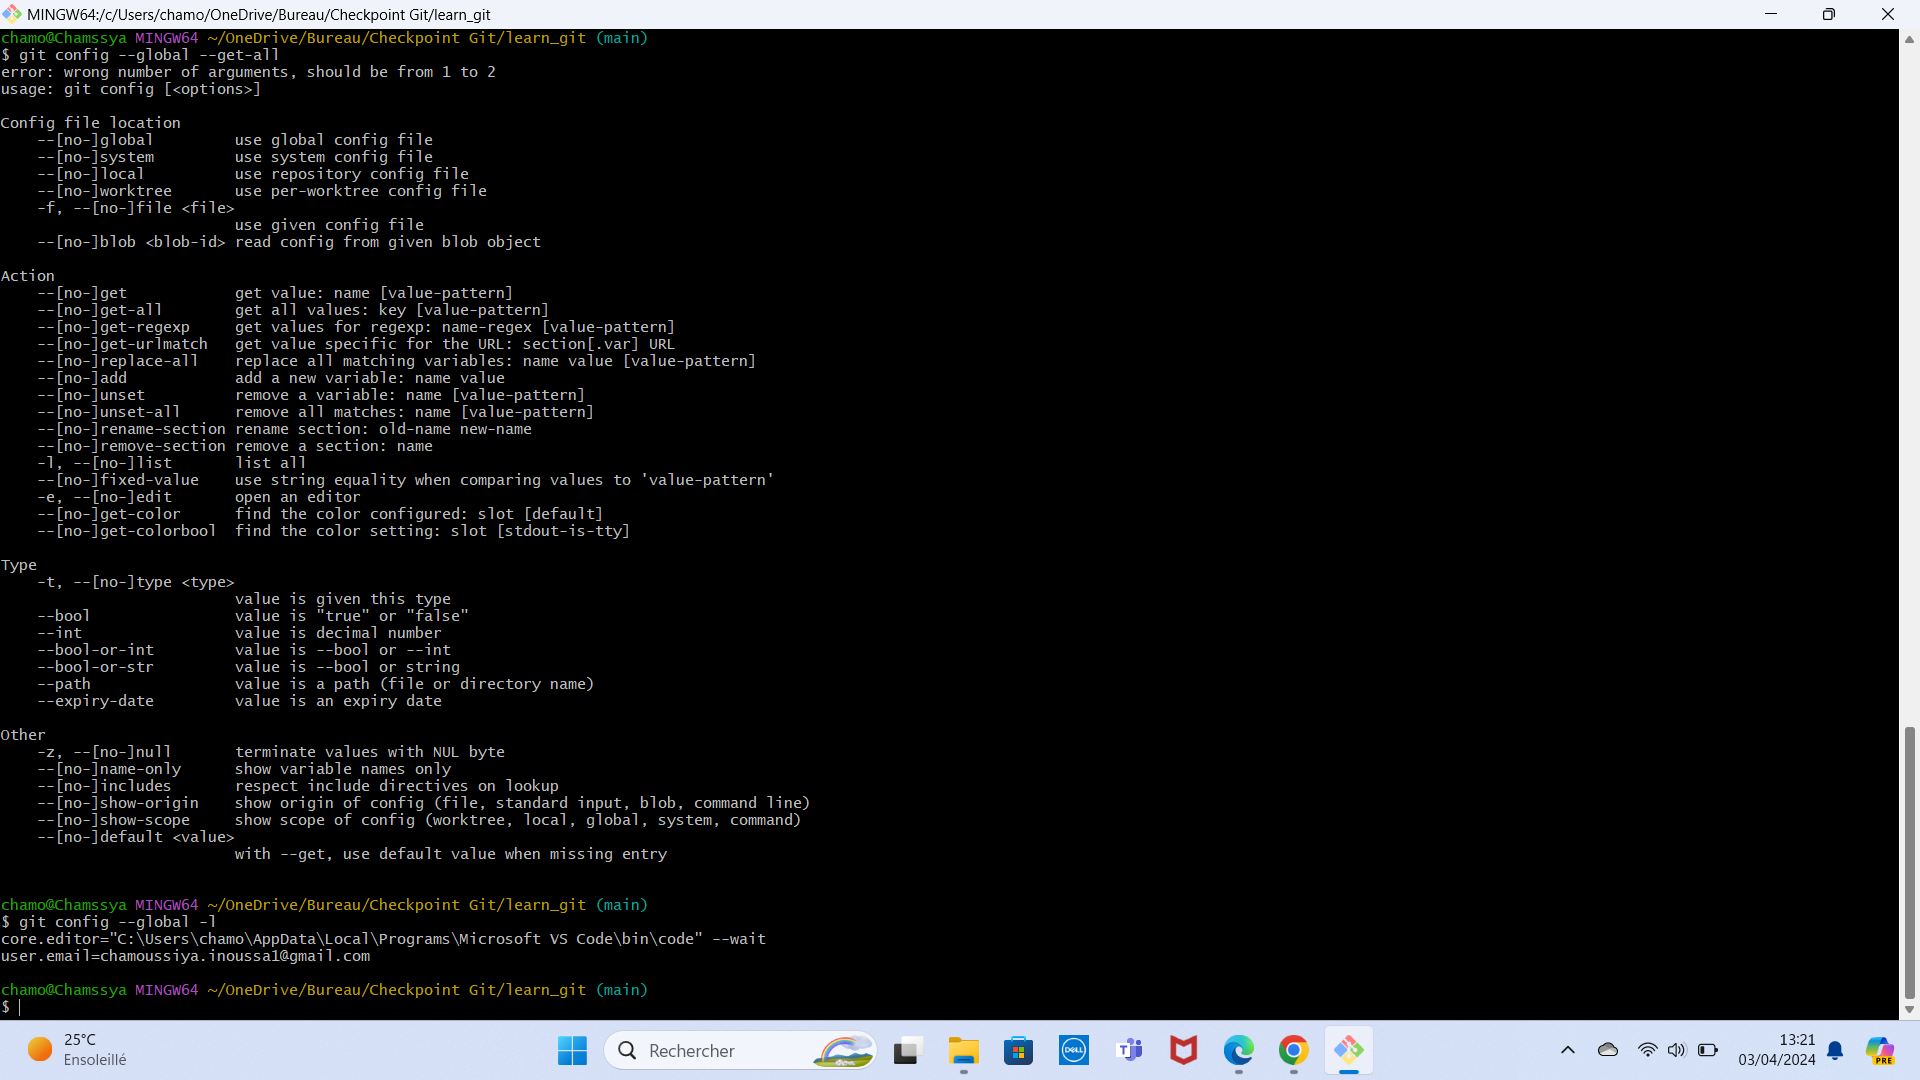 MINGW64:/c/Users/chamo/OneDrive/Bureau/Checkpoint Git/learn_git
chamo@Chamssya MINGW64 ~/OneDrive/Bureau/Checkpoint Git/learn_git (main)
$ git config --global --get-all
error: wrong number of arguments, should be from 1 to 2
usage: git config [<options>]
Config file location
--[no-]global use global config file
--[no-]system use system config file
--[no-]local use repository config file
--[no-]worktree use per-worktree config file
-f, --[no-]file <file>
use given config file
--[no-]blob <blob-id> read config from given blob object
Action
--[no-]get get value: name [value-pattern]
--[no-]get-all get all values: key [value-pattern]
--[no-]get-regexp get values for regexp: name-regex [value-pattern]
--[no-]get-urlmatch get value specific for the URL: section[.var] URL
--[no-]replace-all replace all matching variables: name value [value-pattern]
--[no-]add add a new variable: name value
--[no-]unset remove a variable: name [value-pattern]
--[no-]unset-all remove all matches: name [value-pattern]
--[no-]rename-section rename section: old-name new-name
--[no-]remove-section remove a section: name
-l, --[no-]list list all
--[no-]fixed-value use string equality when comparing values to 'value-pattern'
-e, --[no-]edit open an editor
--[no-]get-color find the color configured: slot [default]
--[no-]get-colorbool find the color setting: slot [stdout-is-tty]
Type
-t, --[no-]type <type>
value is given this type
--bool value is "true" or "false"
--int value is decimal number
--bool-or-int value is --bool or --int
--bool-or-str value is --bool or string
--path value is a path (file or directory name)
--expiry-date value is an expiry date
Other
-z, --[no-]null terminate values with NUL byte
--[no-]name-only show variable names only
--[no-]includes respect include directives on lookup
--[no-]show-origin show origin of config (file, standard input, blob, command line)
--[no-]show-scope show scope of config (worktree, local, global, system, command)
--[no-]default <value>
with --get, use default value when missing entry
chamo@Chamssya MINGW64 ~/OneDrive/Bureau/Checkpoint Git/learn_git (main)
$ git config --global -l
core.editor="C:\Users\chamo\AppData\Local\Programs\Microsoft VS Code\bin\code" --wait
user.email=chamoussiya.inoussa1@gmail.com
chamo@Chamssya MINGW64 ~/OneDrive/Bureau/Checkpoint Git/learn_git (main)
$
25°C
Ensoleillé
Rechercher
DELL
13:21
03/04/2024
PRE